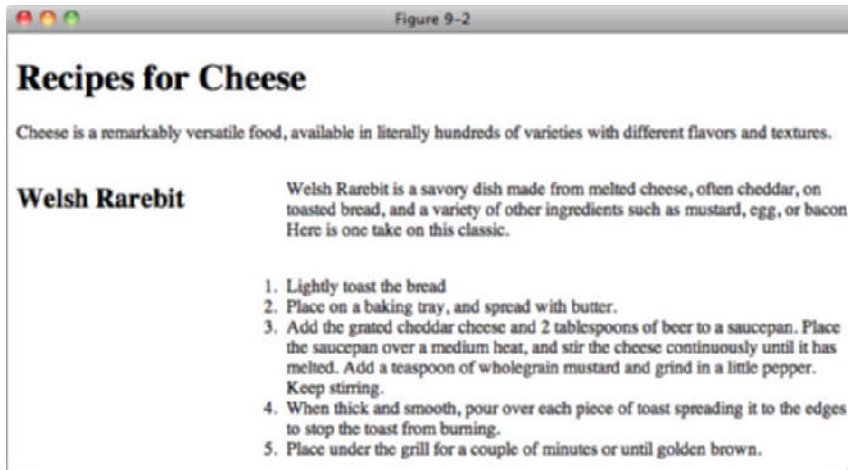 Figure 9-2
Recipes for Cheese
Cheese is a remarkably versatile food, available in literally hundreds of varieties with different flavors and textures.
Welsh Rarebit
Welsh Rarebit is a savory dish made from melted cheese, often cheddar, on
toasted bread, and a variety of other ingredients such as mustard, egg, or bacon
Here is one take on this classic.
1. Lightly toast the bread
2. Place on a baking tray, and spread with butter.
3. Add the grated cheddar cheese and 2 tablespoons of beer to a saucepan. Place
the saucepan over a medium heat, and stir the cheese continuously until it has
melted. Add a teaspoon of wholegrain mustard and grind in a little pepper.
Keep stirring.
4. When thick and smooth, pour over each piece of toast spreading it to the edges
to stop the toast from burning.
5. Place under the grill for a couple of minutes or until golden brown.